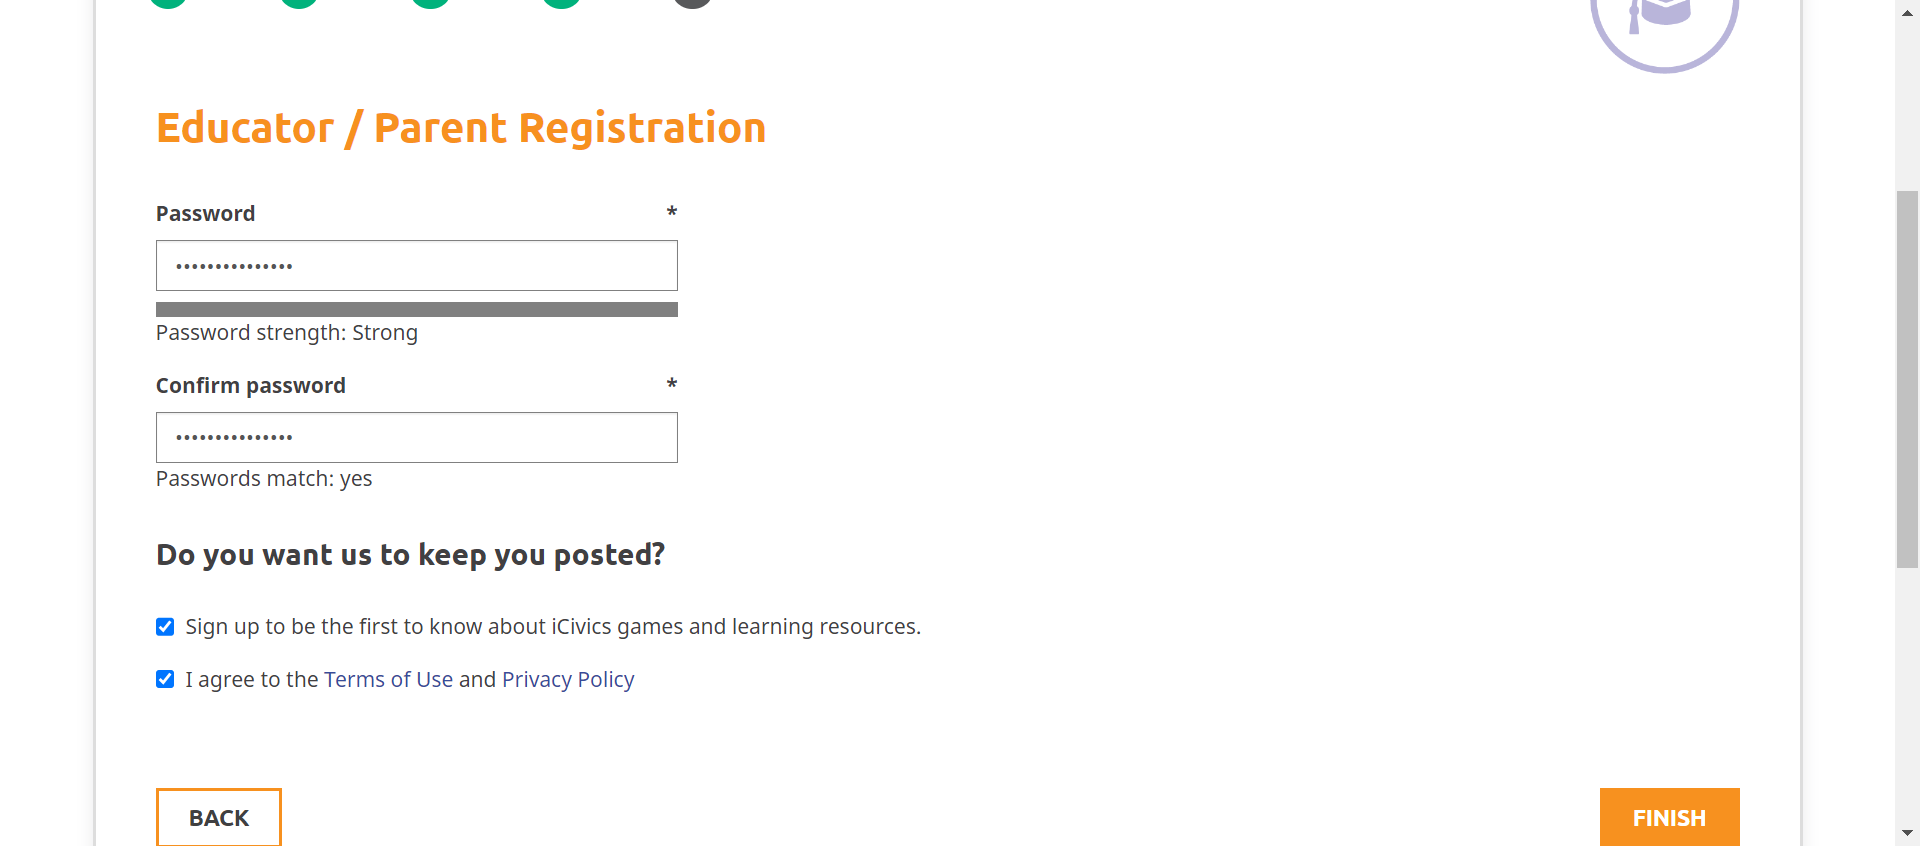 Educator / Parent Registration
Password *
•••••••••••••••
Password strength: Strong
Confirm password *
•••••••••••••••
Passwords match: yes
Do you want us to keep you posted?
Sign up to be the first to know about iCivics games and learning resources.
I agree to the Terms of Use and Privacy Policy
BACK
FINISH